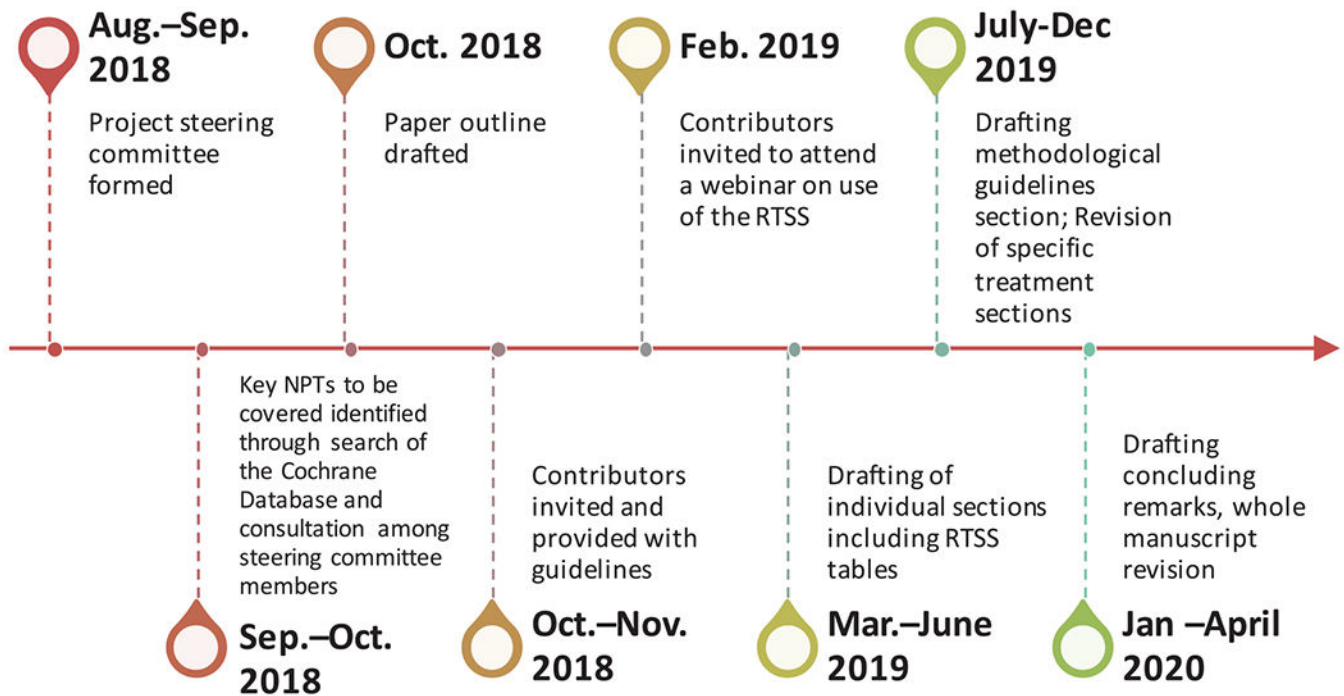 Aug.–Sep.
2018
Project steering
committee
formed
Oct. 2018
Paper outline
drafted
Feb. 2019
Contributors
invited to attend
a webinar on use
of the RTSS
July-Dec
2019
Drafting
methodological
guidelines
section; Revision
of specific
treatment
sections
Key NPTs to be
covered identified
through search of
the Cochrane
Database and
consultation among
steering committee
members
Sep.–Oct.
2018
Contributors
invited and
provided with
guidelines
Oct.–Nov.
2018
Drafting of
individual sections
including RTSS
tables
Mar.–June
2019
Drafting
concluding
remarks, whole
manuscript
revision
Jan –April
2020